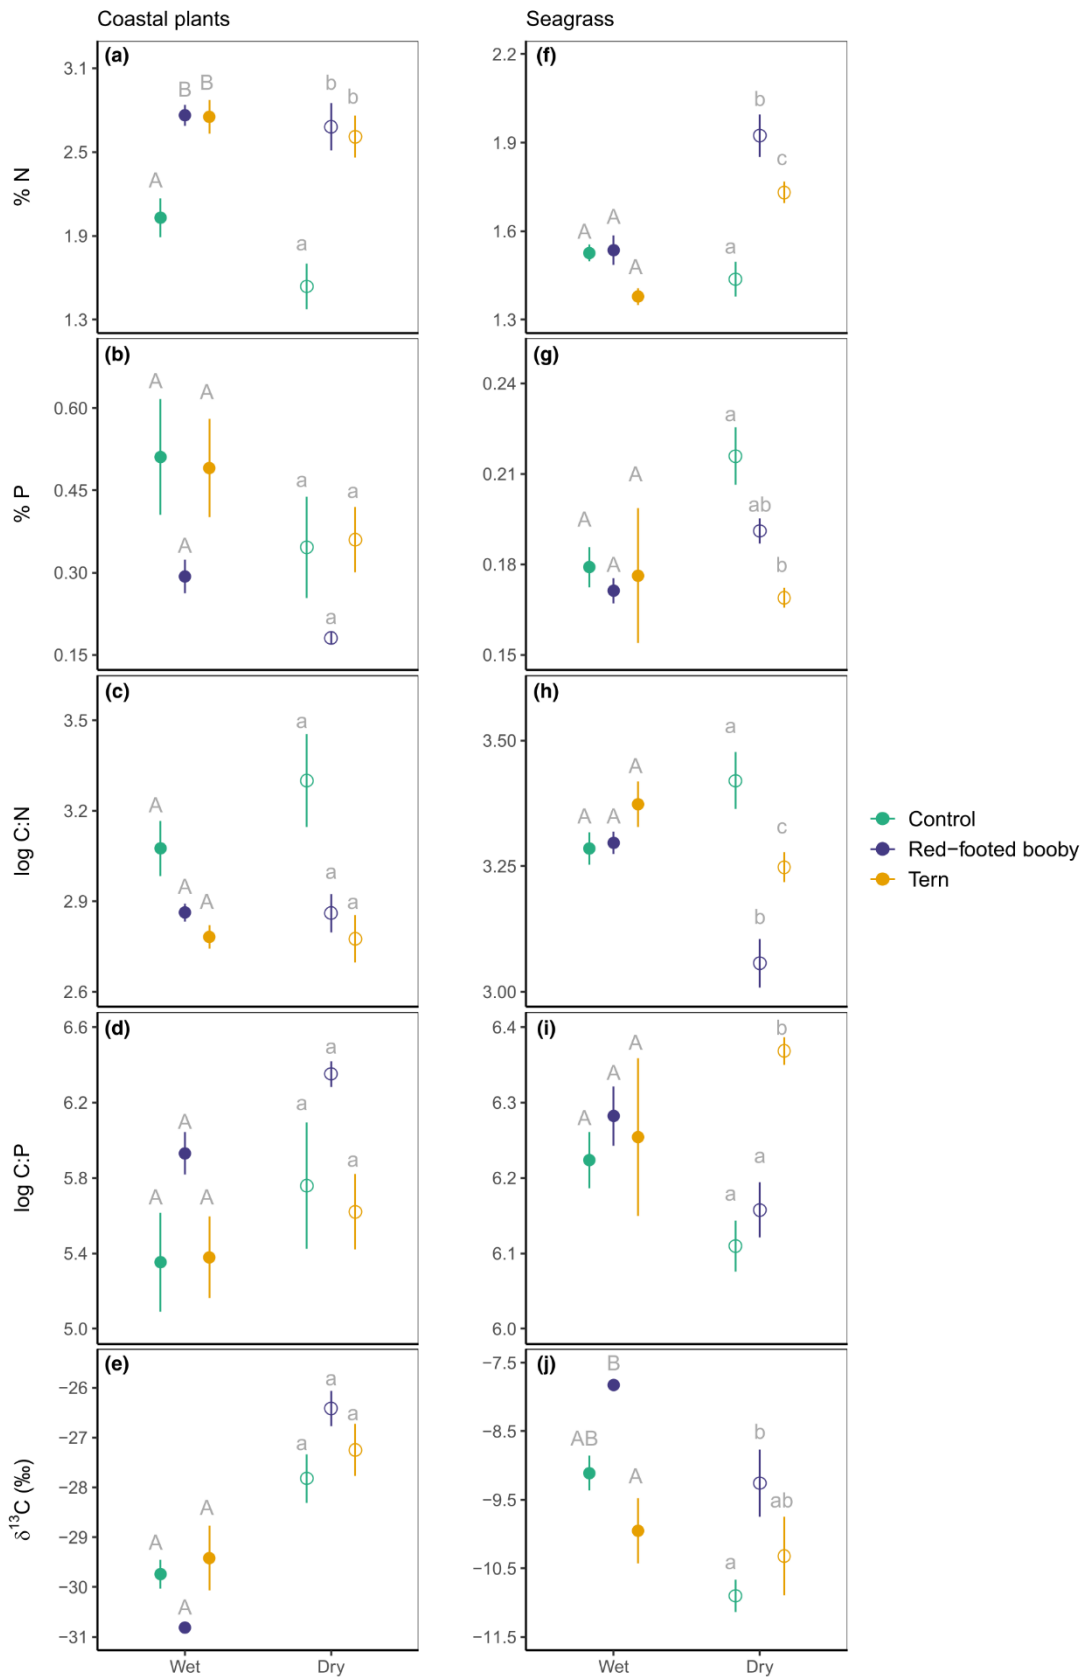 Coastal plants
Seagrass
(a)
3.1
2.5
1.9
1.3
% N
A
B
B
a
b
b
(f)
2.2
1.9
1.6
1.3
A
A
A
a
b
c
(b)
0.60
0.45
0.30
0.15
% P
A
A
A
a
a
a
(g)
0.24
0.21
0.18
0.15
A
A
A
a
ab
b
(c)
3.5
3.2
2.9
2.6
log C:N
A
A
A
a
a
a
(h)
3.50
3.25
3.00
A
A
A
a
b
c
Control
Red−footed booby
Tern
(d)
6.6
6.2
5.8
5.4
5.0
log C:P
A
A
A
a
a
a
(i)
6.4
6.3
6.2
6.1
6.0
A
A
A
a
a
b
(e)
−26
−27
−28
−29
−30
−31
δ¹³C (‰)
A
A
A
a
a
a
Wet
Dry
(j)
−7.5
−8.5
−9.5
−10.5
−11.5
AB
B
A
a
b
ab
Wet
Dry